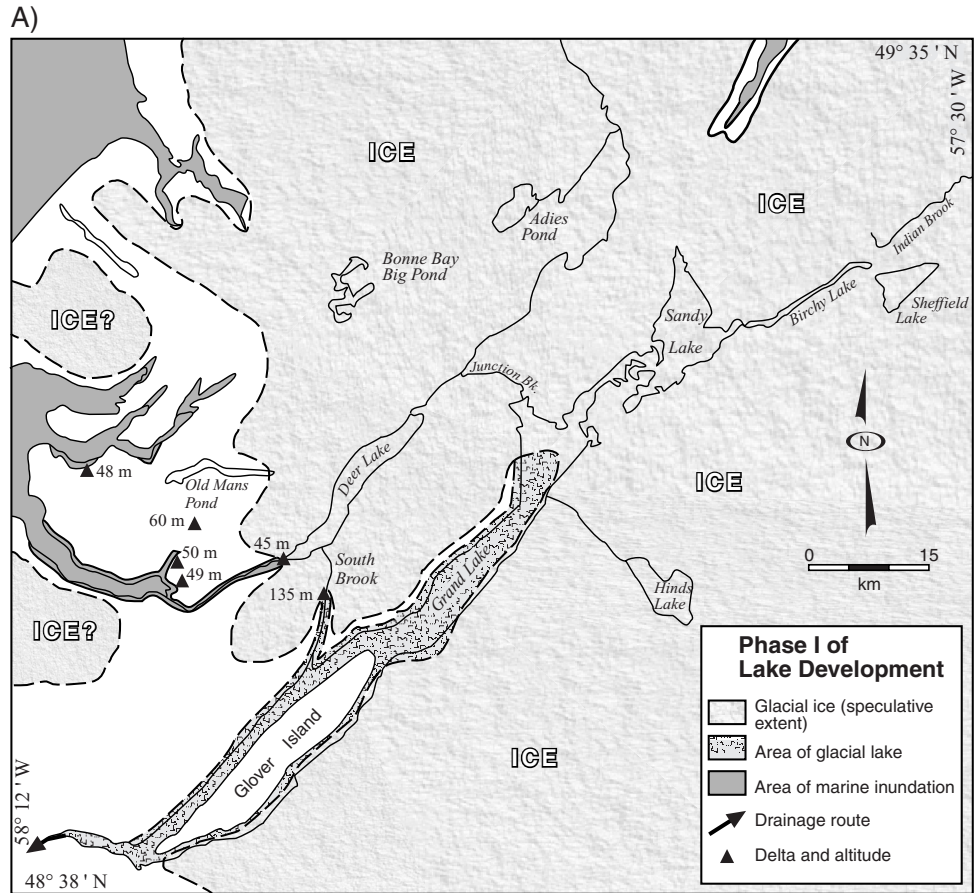 A)
49° 35 ' N
57° 30 ' W
ICE
ICE
Adies
Pond
Indian Brook
Bonne Bay
Big Pond
Birchy Lake
Sheffield
Lake
Sandy
Lake
ICE?
Junction Bk.
N
48 m
Old Mans
Pond
Deer Lake
ICE
60 m
45 m
50 m
49 m
South
Brook
135 m
Grand Lake
Hinds
Lake
0 15
km
ICE?
Glover Island
ICE
58° 12 ' W
48° 38 ' N
Phase I of
Lake Development
Glacial ice (speculative
extent)
Area of glacial lake
Area of marine inundation
Drainage route
Delta and altitude